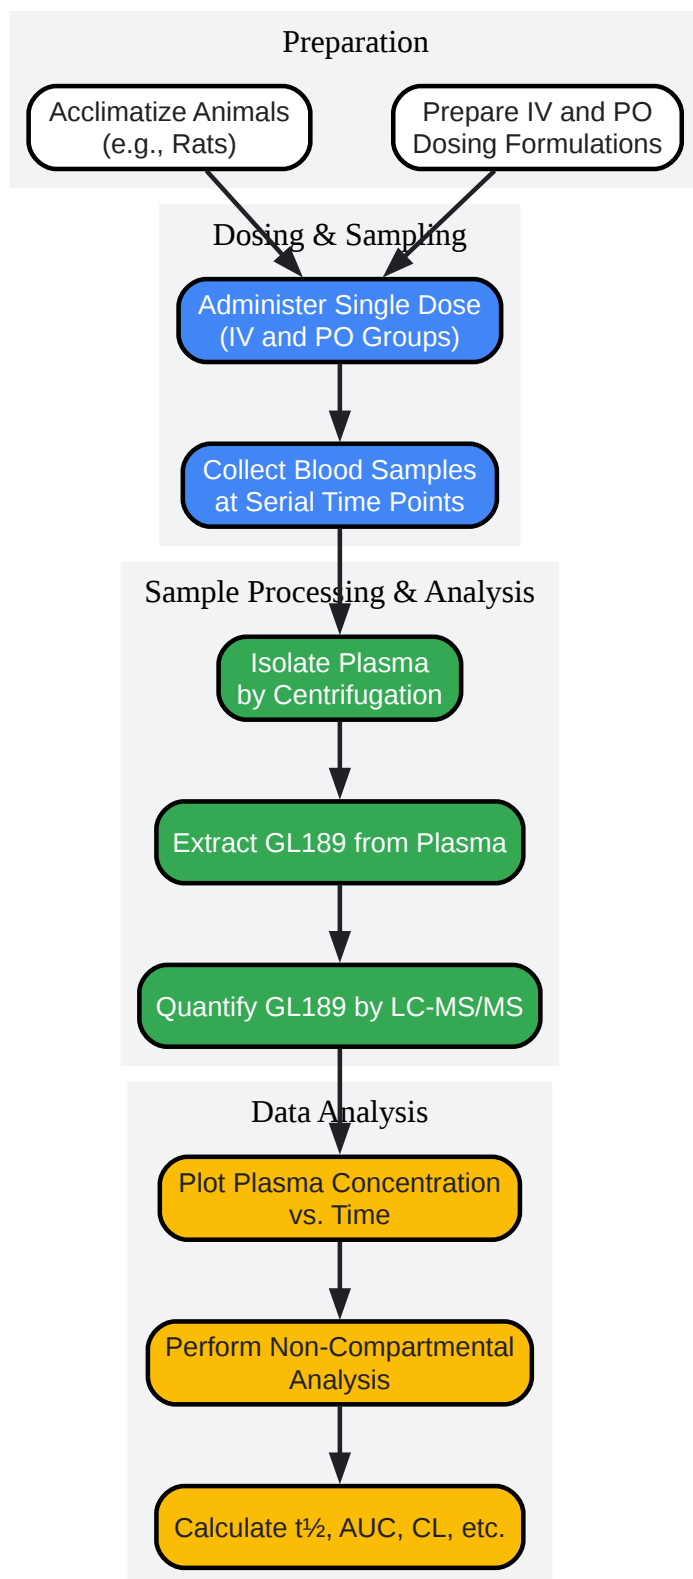 Preparation
Acclimatize Animals
(e.g., Rats)
Prepare IV and PO
Dosing Formulations
Dosing & Sampling
Administer Single Dose
(IV and PO Groups)
Collect Blood Samples
at Serial Time Points
Sample Processing & Analysis
Isolate Plasma
by Centrifugation
Extract GL189 from Plasma
Quantify GL189 by LC-MS/MS
Data Analysis
Plot Plasma Concentration
vs. Time
Perform Non-Compartmental
Analysis
Calculate t½, AUC, CL, etc.